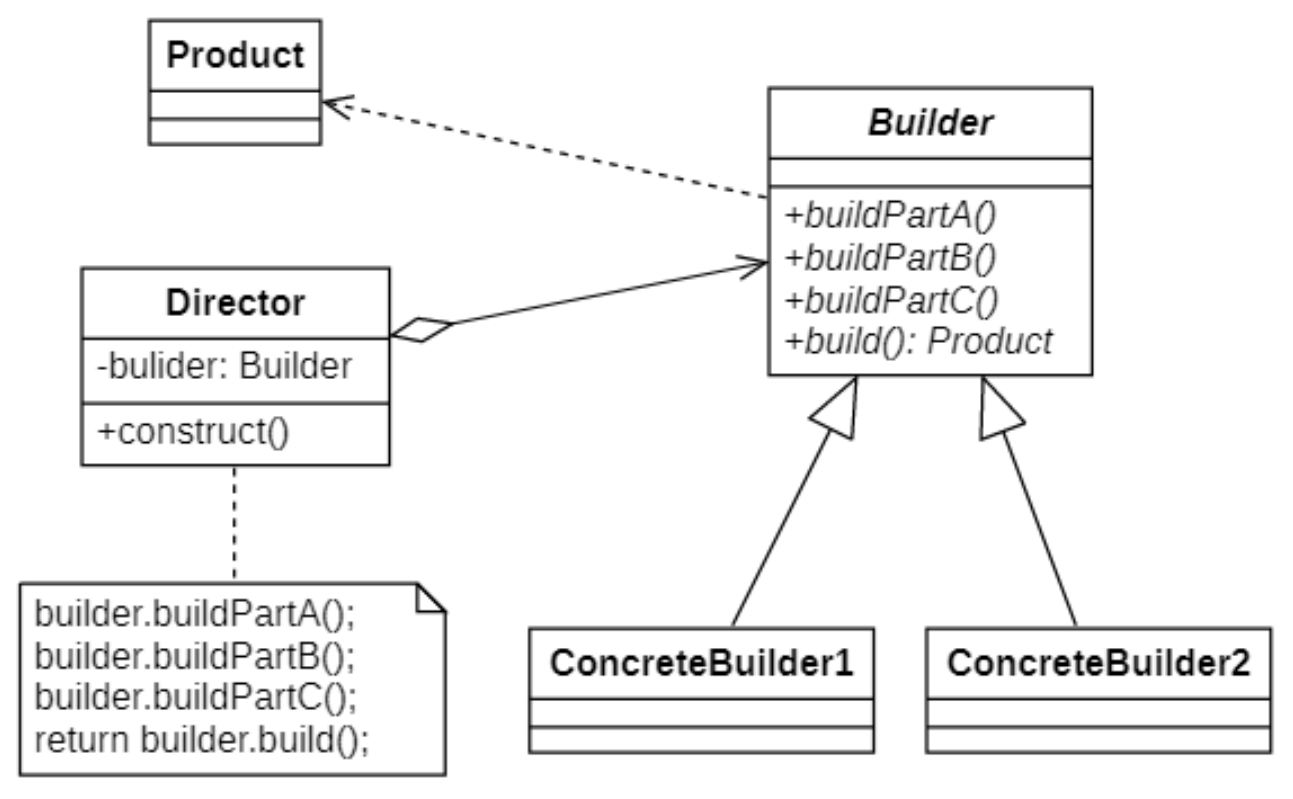 Product
Builder
+buildPartA()
+buildPartB()
+buildPartC()
+build(): Product
Director
-bulider: Builder
+construct()
builder.buildPartA();
builder.buildPartB();
builder.buildPartC();
return builder.build();
ConcreteBuilder1
ConcreteBuilder2